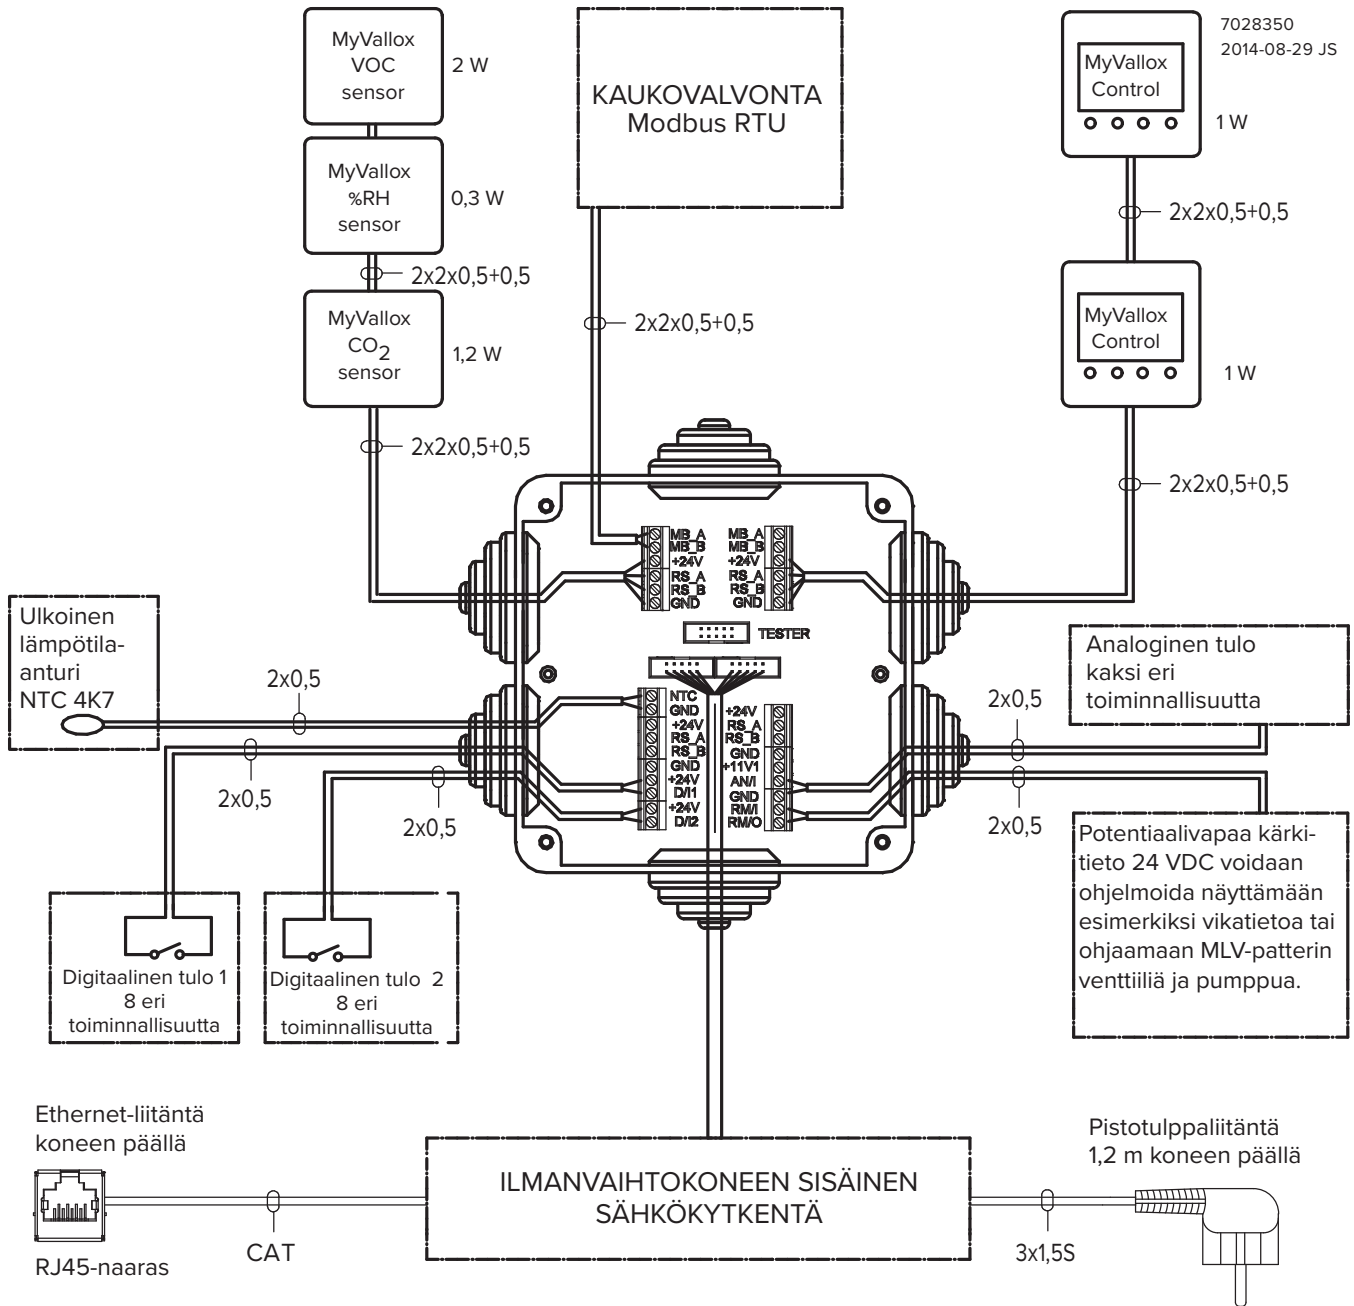 MyVallox
VOC
sensor
2 W
MyVallox
%RH
sensor
0,3 W
2x2x0,5+0,5
MyVallox
CO2
sensor
1,2 W
2x2x0,5+0,5
KAUKOVALVONTA
Modbus RTU
2x2x0,5+0,5
7028350
2014-08-29 JS
MyVallox
Control
1 W
2x2x0,5+0,5
MyVallox
Control
1 W
2x2x0,5+0,5
MB_A
MB_B
+24V
RS_A
RS_B
GND
MB_A
MB_B
+24V
RS_A
RS_B
GND
TESTER
Ulkoinen
lämpötila-
anturi
NTC 4K7
2x0,5
2x0,5
2x0,5
NTC
GND
+24V
RS_A
RS_B
GND
+24V
D/I1
+24V
D/I2
+24V
RS_A
RS_B
GND
+11V1
AN/I
GND
RM/I
RM/O
2x0,5
2x0,5
Analoginen tulo
kaksi eri
toiminnallisuutta
Potentiaalivapaa kärki-
tieto 24 VDC voidaan
ohjelmoida näyttämään
esimerkiksi vikatietoa tai
ohjaamaan MLV-patterin
venttiiliä ja pumppua.
Digitaalinen tulo 1
8 eri
toiminnallisuutta
Digitaalinen tulo 2
8 eri
toiminnallisuutta
Ethernet-liitäntä
koneen päällä
RJ45-naaras
CAT
ILMANVAIHTOKONEEN SISÄINEN
SÄHKÖKYTKENTÄ
3x1,5S
Pistotulppaliitäntä
1,2 m koneen päällä